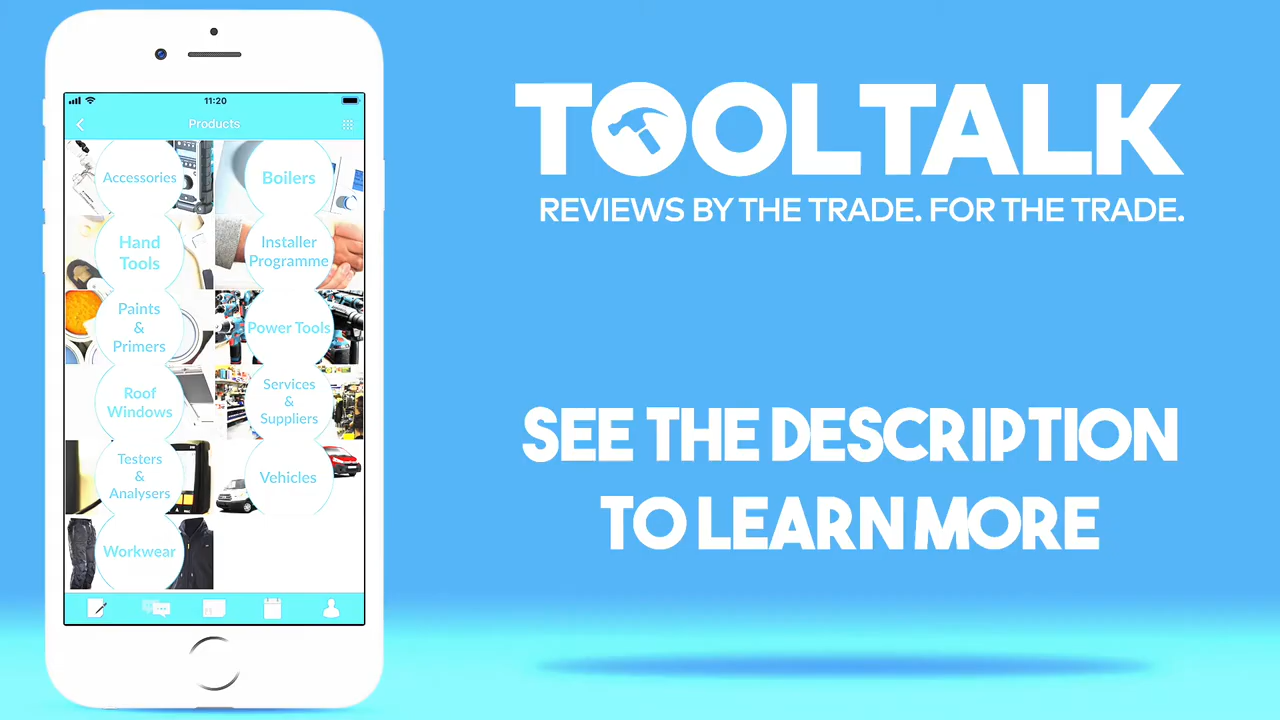 11:20
Products
Accessories
Boilers
Hand
Tools
Installer
Programme
Paints
&
Primers
Power Tools
Roof
Windows
Services
&
Suppliers
Testers
&
Analysers
Vehicles
Workwear
TOOLTALK
REVIEWS BY THE TRADE. FOR THE TRADE.
SEE THE DESCRIPTION
TO LEARN MORE